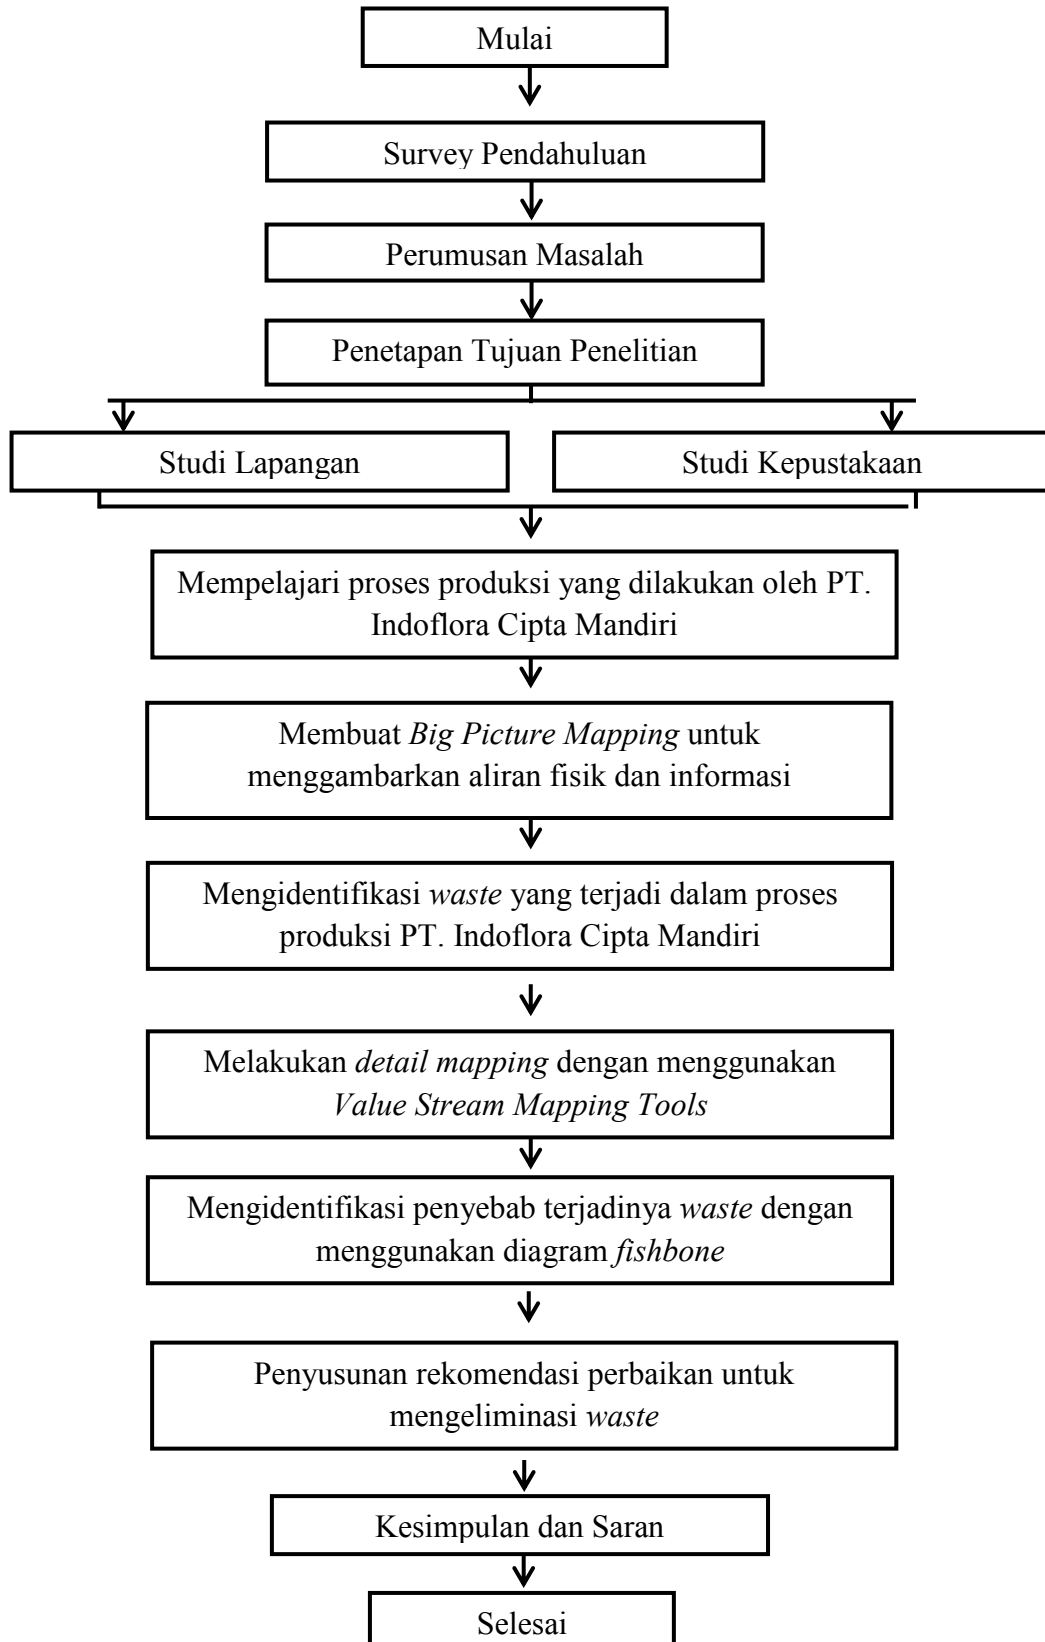 Mulai
Survey Pendahuluan
Perumusan Masalah
Penetapan Tujuan Penelitian
Studi Lapangan
Studi Kepustakaan
Mempelajari proses produksi yang dilakukan oleh PT.
Indoflora Cipta Mandiri
Membuat Big Picture Mapping untuk
menggambarkan aliran fisik dan informasi
Mengidentifikasi waste yang terjadi dalam proses
produksi PT. Indoflora Cipta Mandiri
Melakukan detail mapping dengan menggunakan
Value Stream Mapping Tools
Mengidentifikasi penyebab terjadinya waste dengan
menggunakan diagram fishbone
Penyusunan rekomendasi perbaikan untuk
mengeliminasi waste
Kesimpulan dan Saran
Selesai